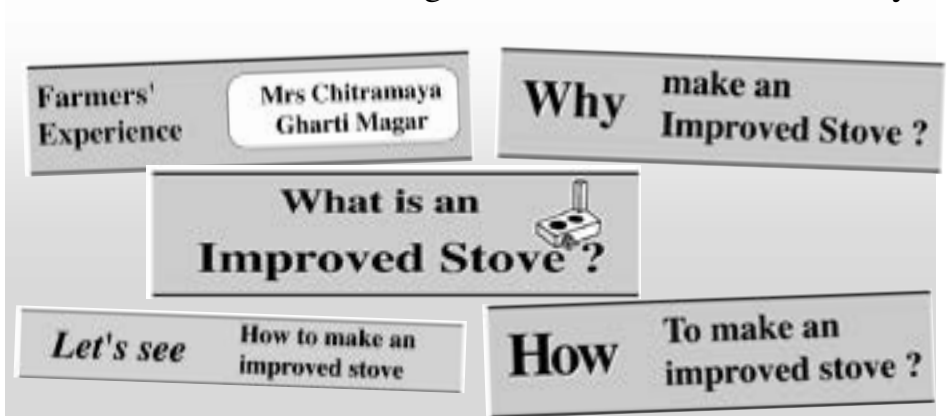 Farmers'
Experience
Mrs Chitramaya
Gharti Magar
Why
make an
Improved Stove ?
What is an
Improved Stove ?
Let's see
How to make an
improved stove
How
To make an
improved stove ?